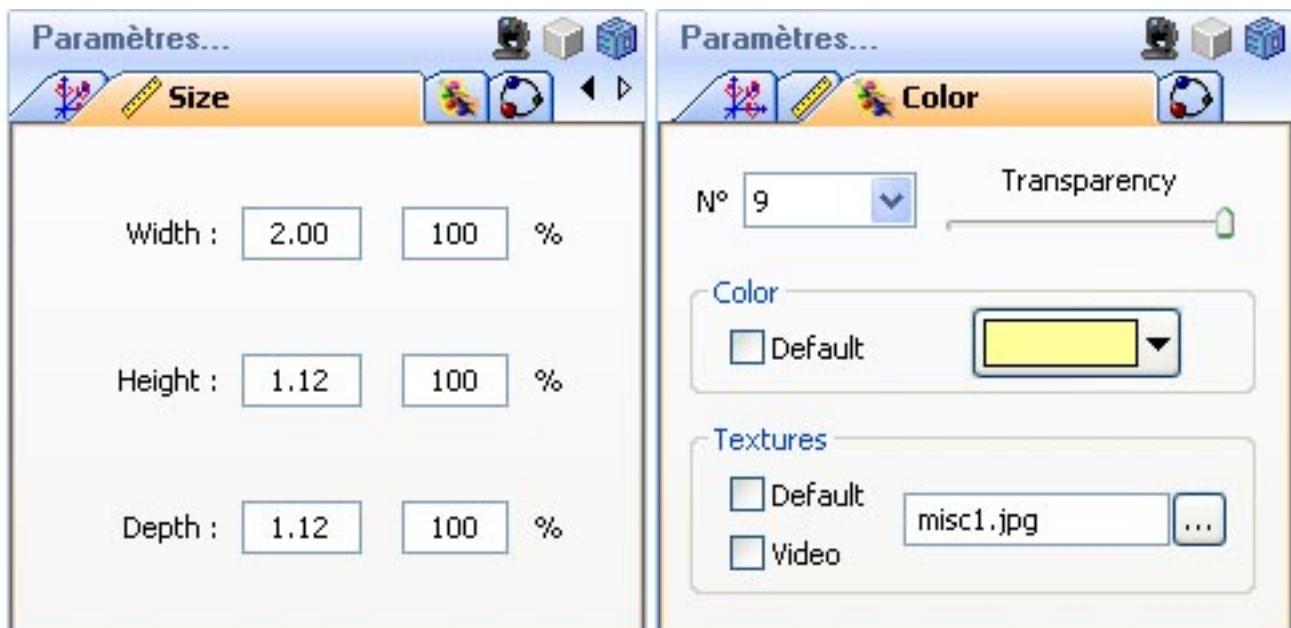 Paramètres...
Size
Width : 2.00 100 %
Height : 1.12 100 %
Depth : 1.12 100 %
Paramètres...
Color
N° 9 Transparency
Color
Default
Textures
Default
misc1.jpg ...
Video